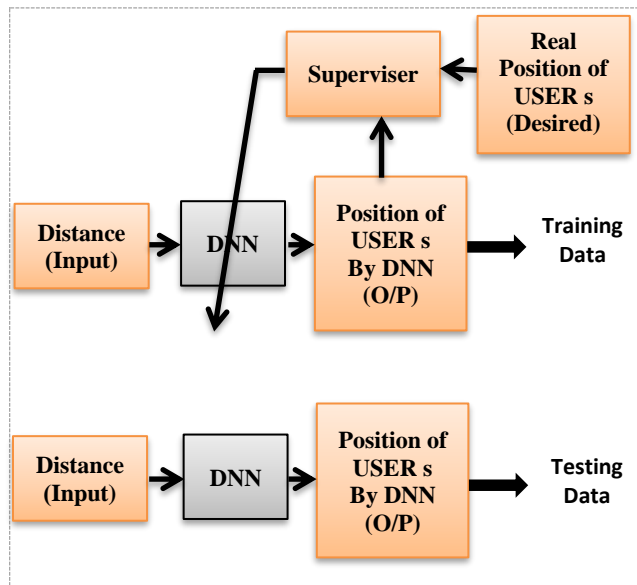 Real
Position of
USER s
(Desired)
Superviser
Distance
(Input)
DNN
Position of
USER s
By DNN
(O/P)
Training
Data
Distance
(Input)
DNN
Position of
USER s
By DNN
(O/P)
Testing
Data